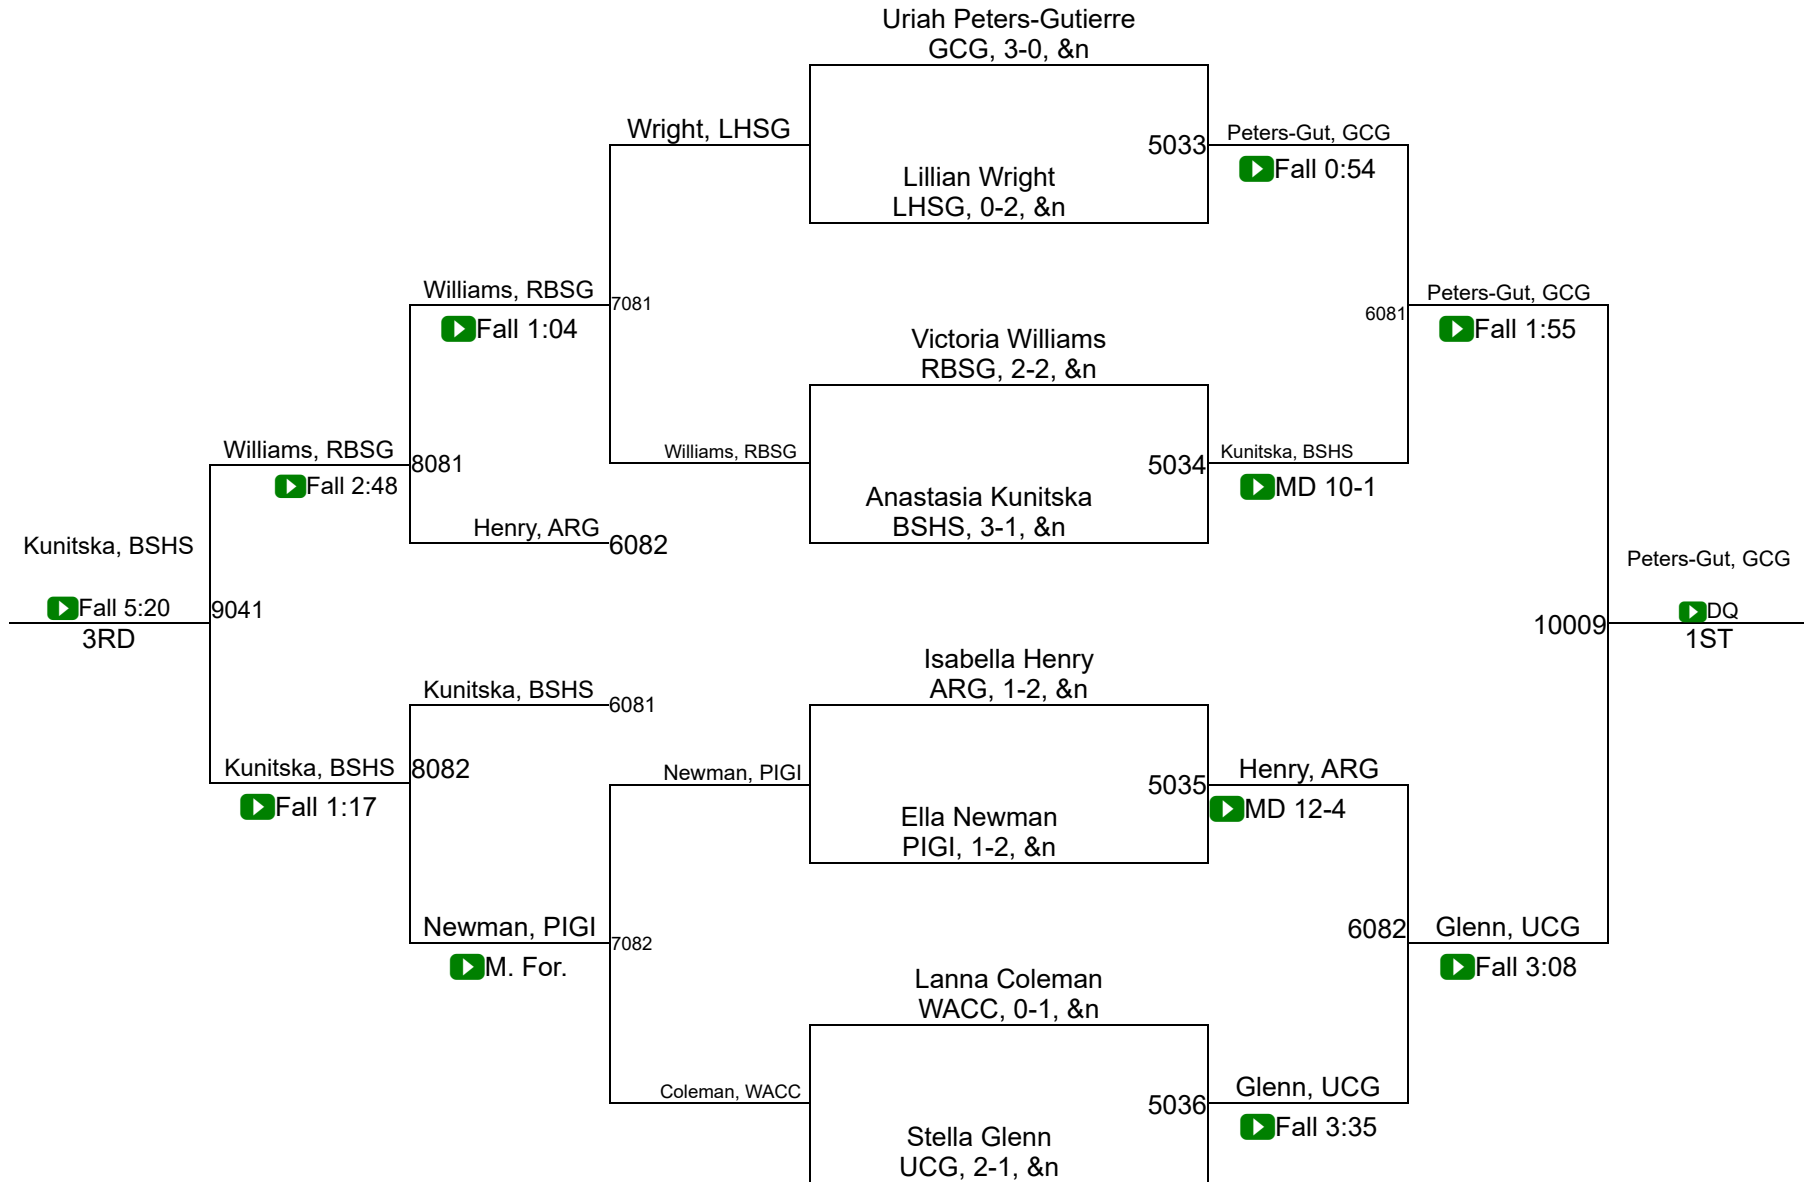 Uriah Peters-Gutierre
GCG, 3-0, &n
Wright, LHSG
5033
Peters-Gut, GCG
Fall 0:54
Lillian Wright
LHSG, 0-2, &n
Williams, RBSG
7081
Fall 1:04
6081
Peters-Gut, GCG
Fall 1:55
Victoria Williams
RBSG, 2-2, &n
Williams, RBSG
8081
Fall 2:48
Williams, RBSG
5034
Kunitska, BSHS
MD 10-1
Anastasia Kunitska
BSHS, 3-1, &n
Henry, ARG
6082
Kunitska, BSHS
Fall 5:20
3RD
9041
10009
Peters-Gut, GCG
DQ
1ST
Isabella Henry
ARG, 1-2, &n
Kunitska, BSHS
6081
Kunitska, BSHS
8082
Fall 1:17
Newman, PIGI
5035
Henry, ARG
MD 12-4
Ella Newman
PIGI, 1-2, &n
Newman, PIGI
7082
M. For.
6082
Glenn, UCG
Fall 3:08
Lanna Coleman
WACC, 0-1, &n
Coleman, WACC
5036
Glenn, UCG
Fall 3:35
Stella Glenn
UCG, 2-1, &n